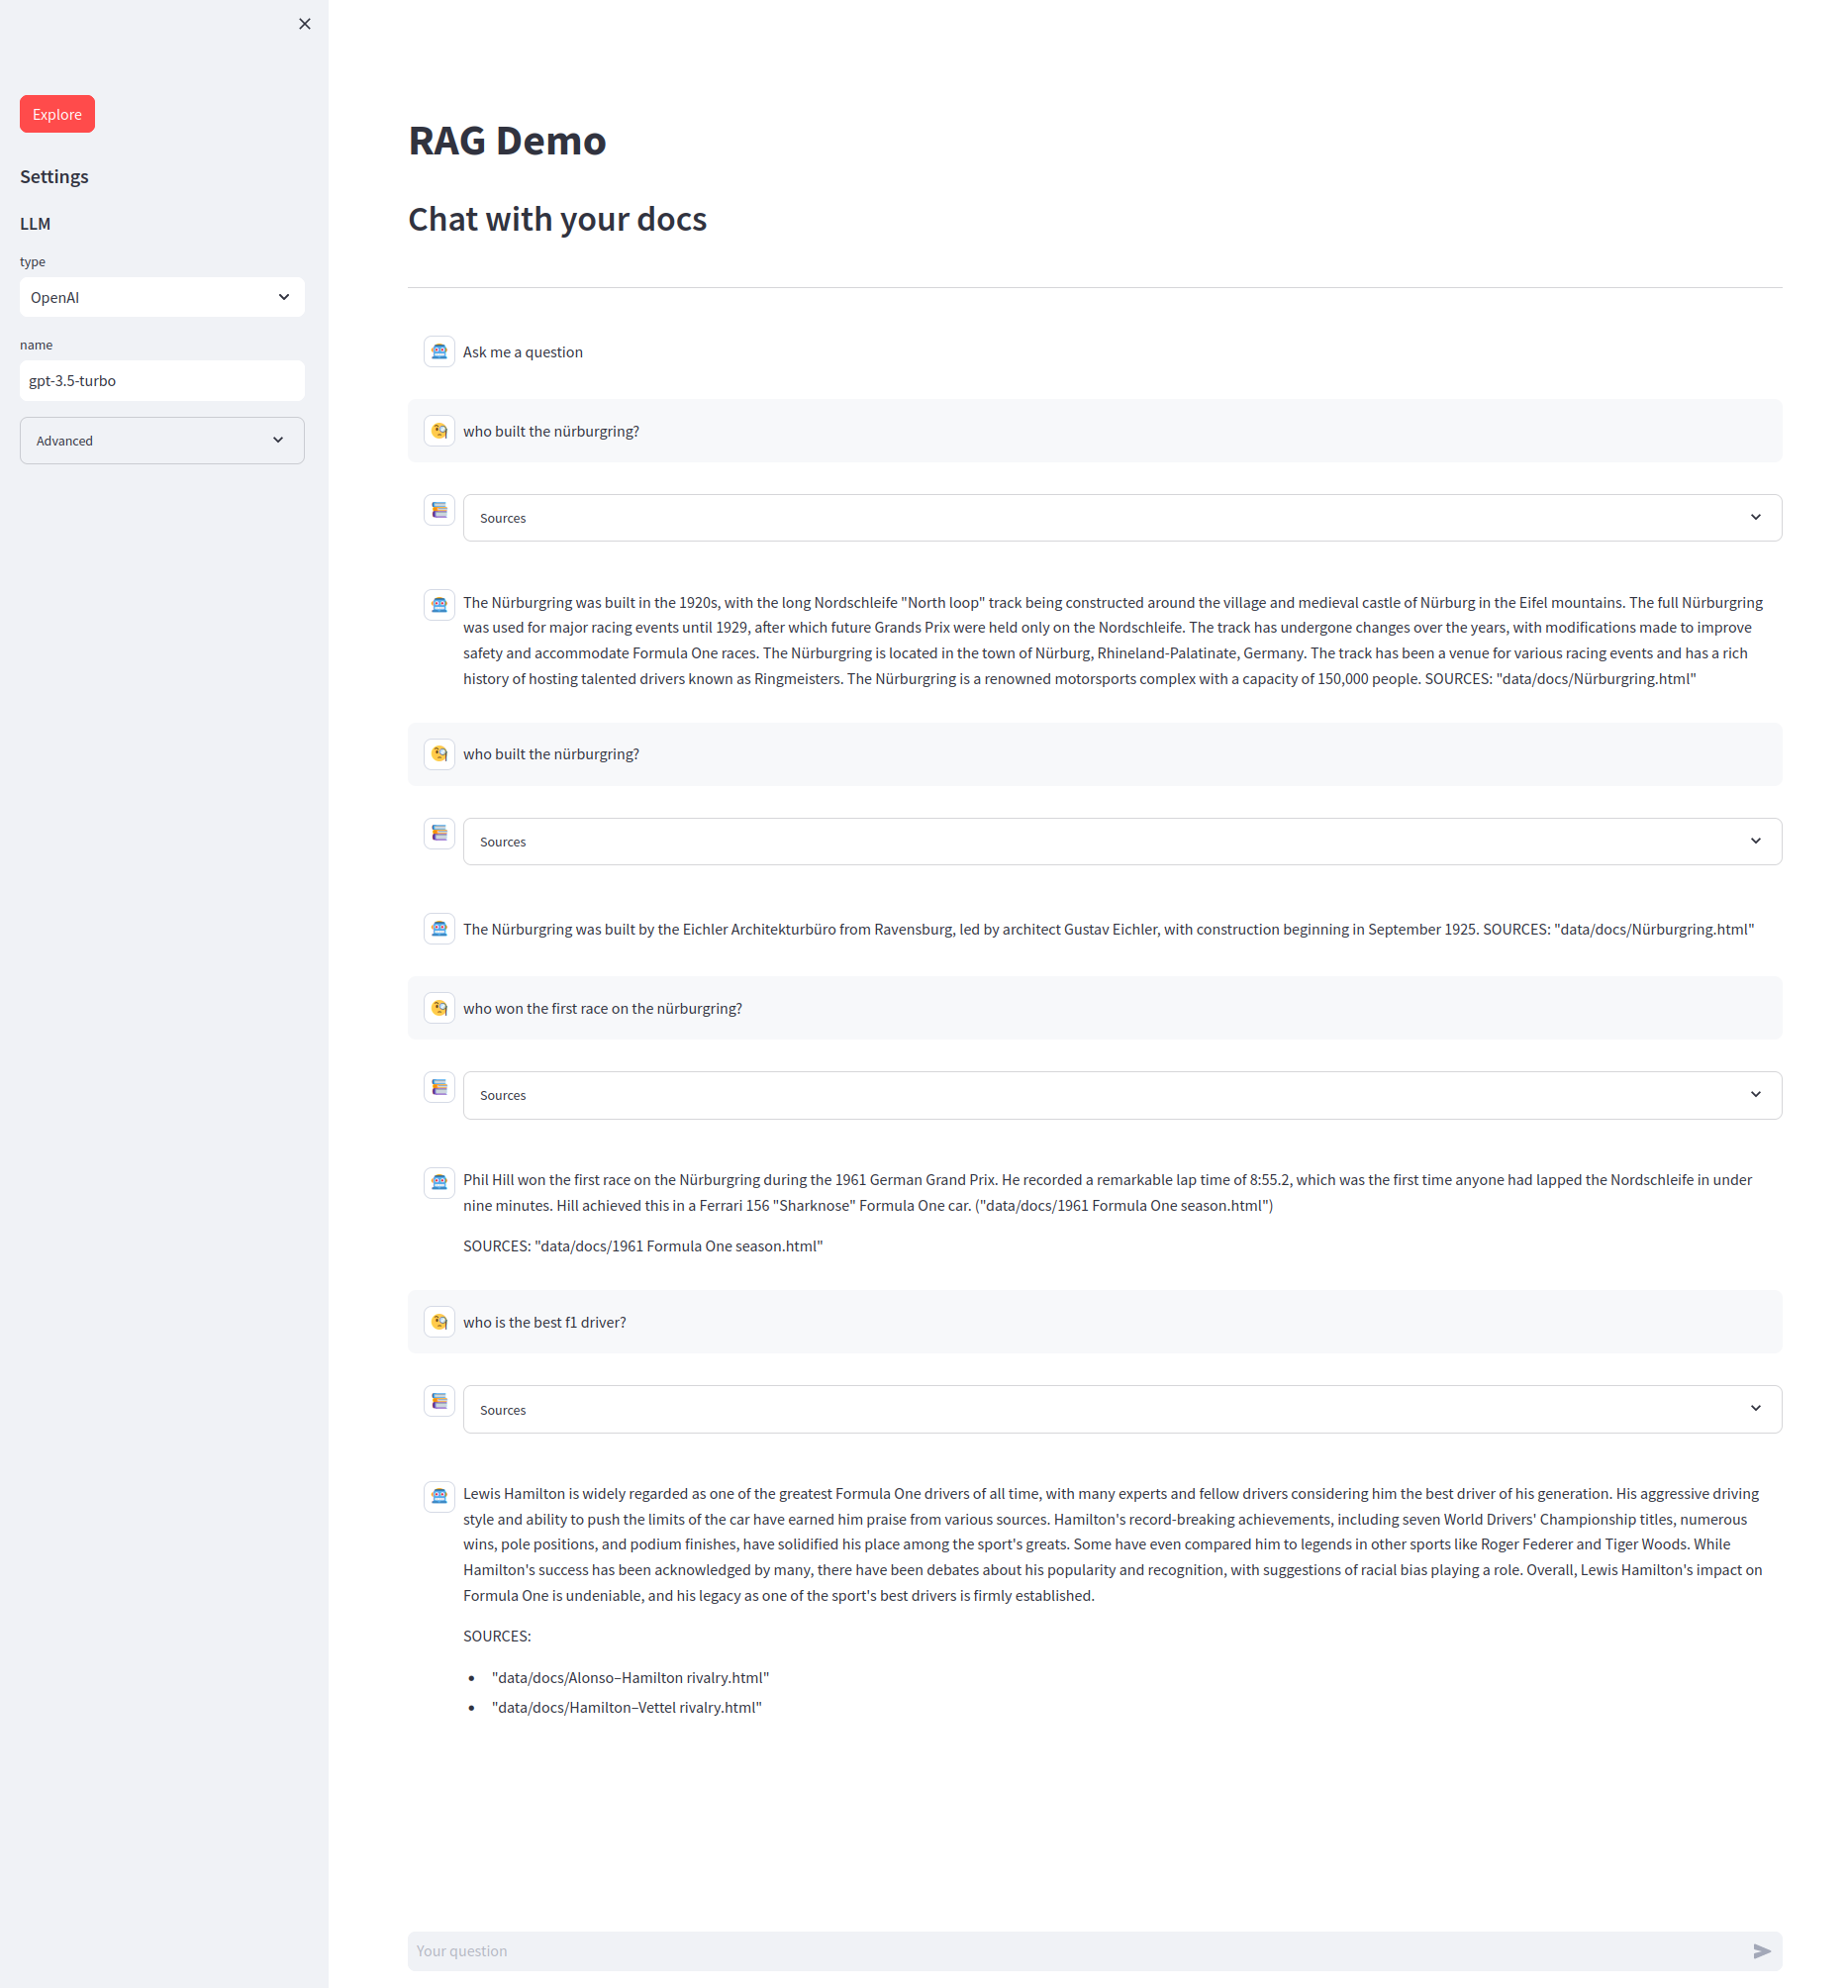 Explore
Settings
LLM
type
OpenAI
name
gpt-3.5-turbo
Advanced
RAG Demo
Chat with your docs
Ask me a question
who built the nürburgring?
Sources
The Nürburgring was built in the 1920s, with the long Nordschleife "North loop" track being constructed around the village and medieval castle of Nürburg in the Eifel mountains. The full Nürburgring
was used for major racing events until 1929, after which future Grands Prix were held only on the Nordschleife. The track has undergone changes over the years, with modifications made to improve
safety and accommodate Formula One races. The Nürburgring is located in the town of Nürburg, Rhineland-Palatinate, Germany. The track has been a venue for various racing events and has a rich
history of hosting talented drivers known as Ringmeisters. The Nürburgring is a renowned motorsports complex with a capacity of 150,000 people. SOURCES: "data/docs/Nürburgring.html"
who built the nürburgring?
Sources
The Nürburgring was built by the Eichler Architekturbüro from Ravensburg, led by architect Gustav Eichler, with construction beginning in September 1925. SOURCES: "data/docs/Nürburgring.html"
who won the first race on the nürburgring?
Sources
Phil Hill won the first race on the Nürburgring during the 1961 German Grand Prix. He recorded a remarkable lap time of 8:55.2, which was the first time anyone had lapped the Nordschleife in under
nine minutes. Hill achieved this in a Ferrari 156 "Sharknose" Formula One car. ("data/docs/1961 Formula One season.html")
SOURCES: "data/docs/1961 Formula One season.html"
who is the best f1 driver?
Sources
Lewis Hamilton is widely regarded as one of the greatest Formula One drivers of all time, with many experts and fellow drivers considering him the best driver of his generation. His aggressive driving
style and ability to push the limits of the car have earned him praise from various sources. Hamilton's record-breaking achievements, including seven World Drivers' Championship titles, numerous
wins, pole positions, and podium finishes, have solidified his place among the sport's greats. Some have even compared him to legends in other sports like Roger Federer and Tiger Woods. While
Hamilton's success has been acknowledged by many, there have been debates about his popularity and recognition, with suggestions of racial bias playing a role. Overall, Lewis Hamilton's impact on
Formula One is undeniable, and his legacy as one of the sport's best drivers is firmly established.
SOURCES:
• "data/docs/Alonso–Hamilton rivalry.html"
• "data/docs/Hamilton–Vettel rivalry.html"
Your question